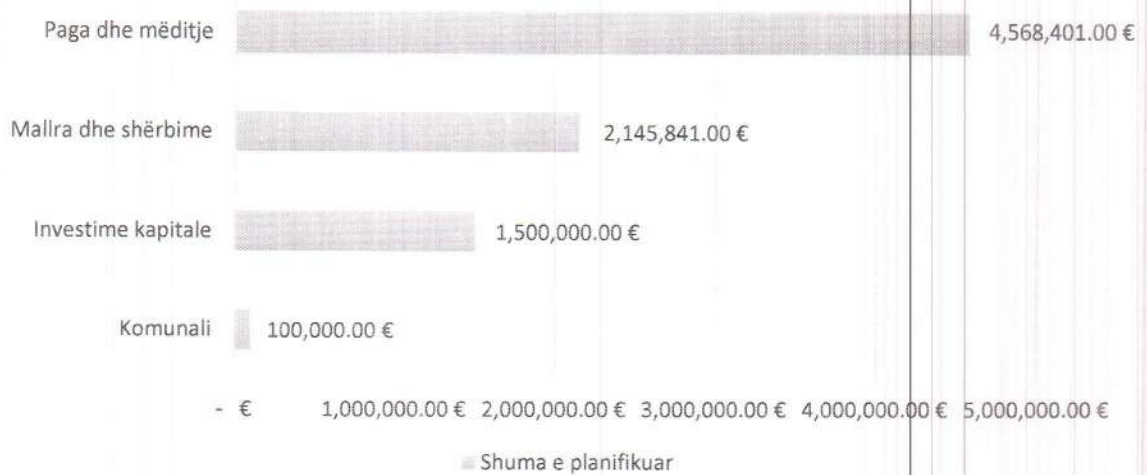 Paga dhe mëditje 4,568,401.00 €
Mallra dhe shërbime 2,145,841.00 €
Investime kapitale 1,500,000.00 €
Komunali 100,000.00 €
- € 1,000,000.00 € 2,000,000.00 € 3,000,000.00 € 4,000,000.00 € 5,000,000.00 €
Shuma e planifikuar